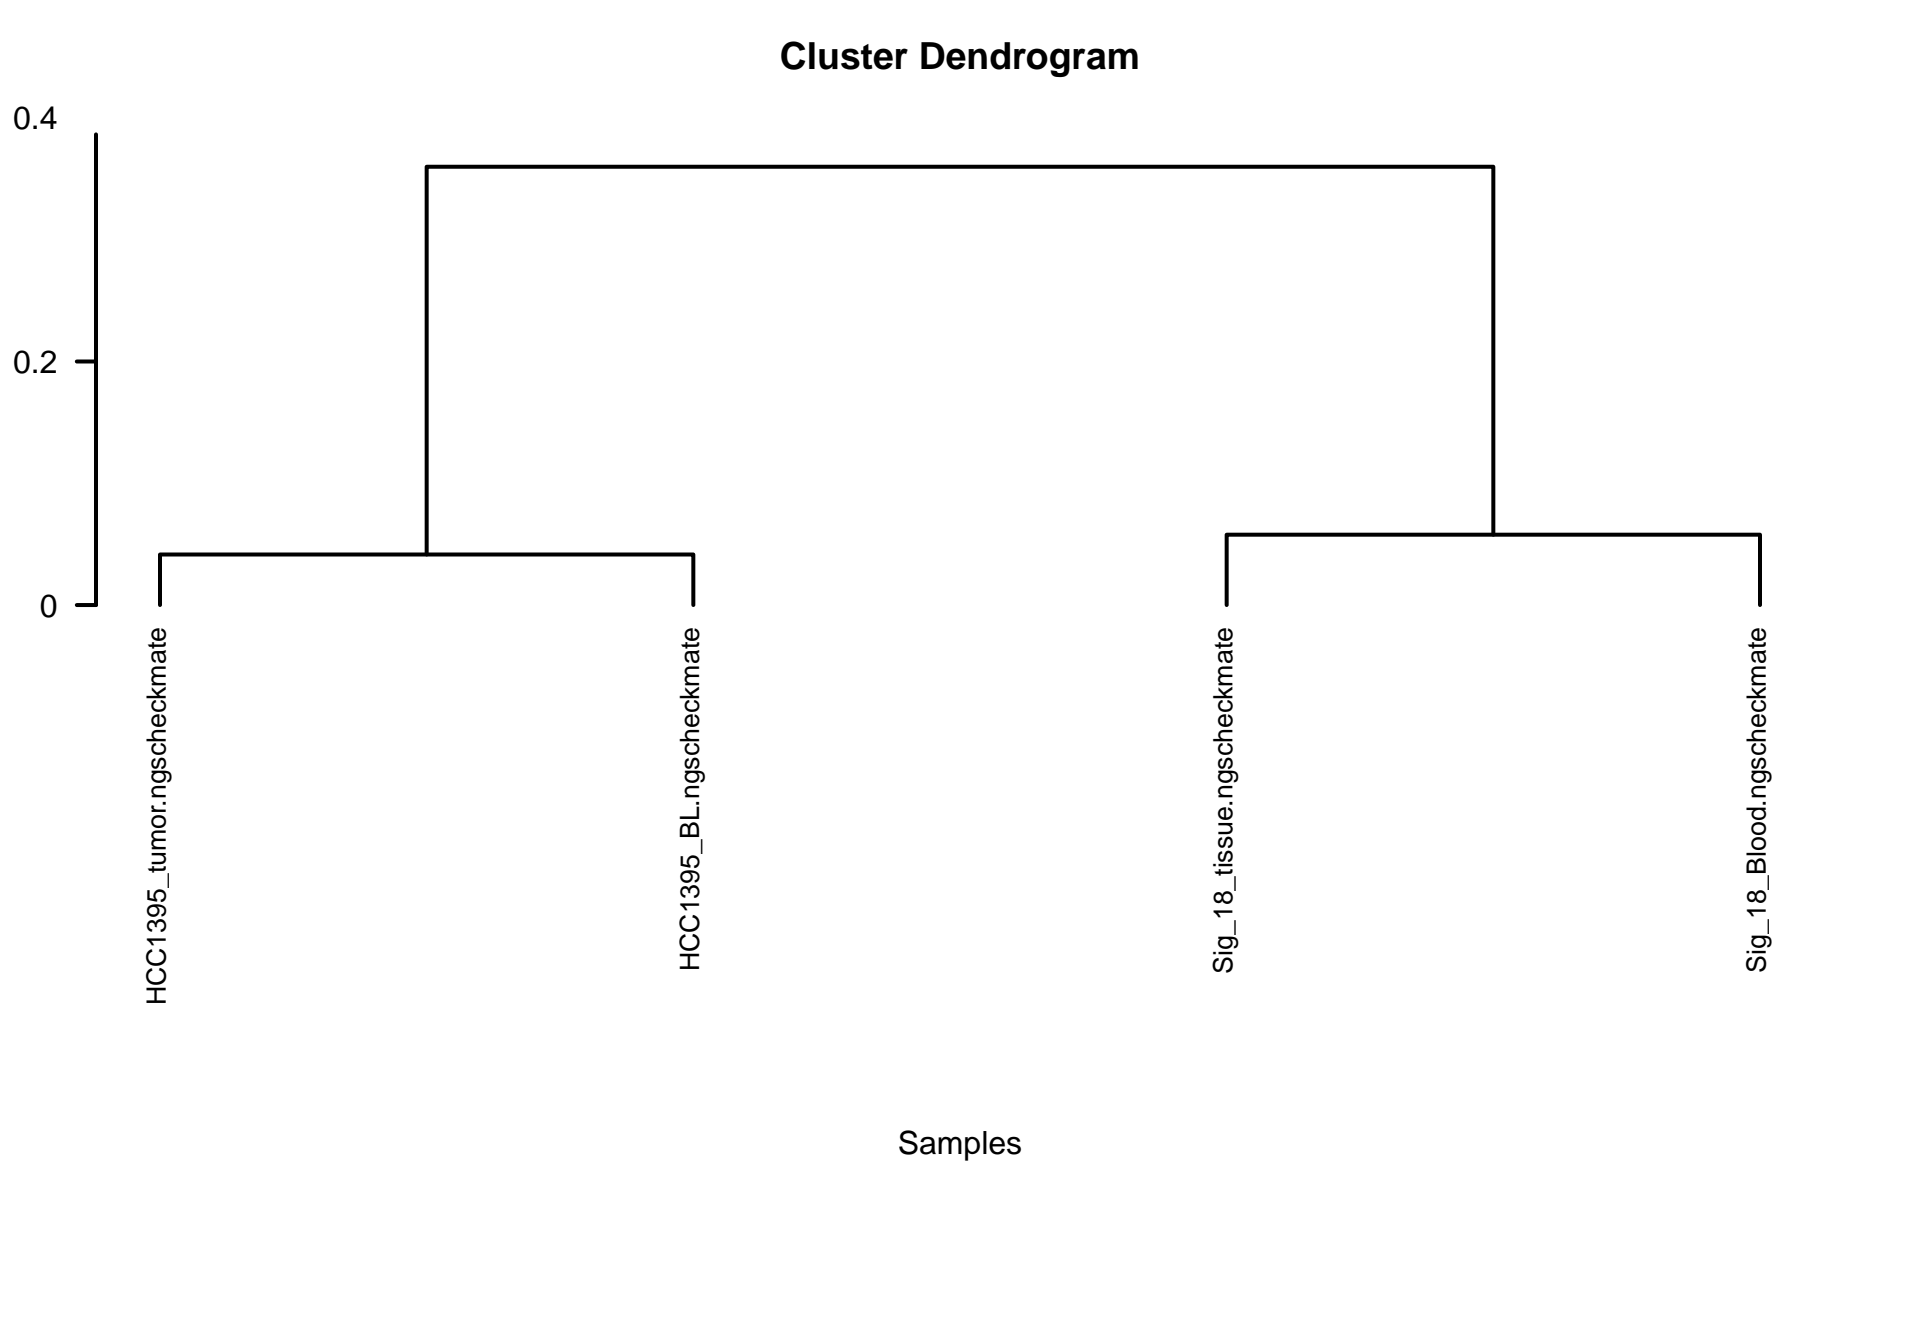 Cluster Dendrogram
0.4
0.2
0
HCC1395_tumor.ngscheckmate
HCC1395_BL.ngscheckmate
Sig_18_tissue.ngscheckmate
Sig_18_Blood.ngscheckmate
Samples